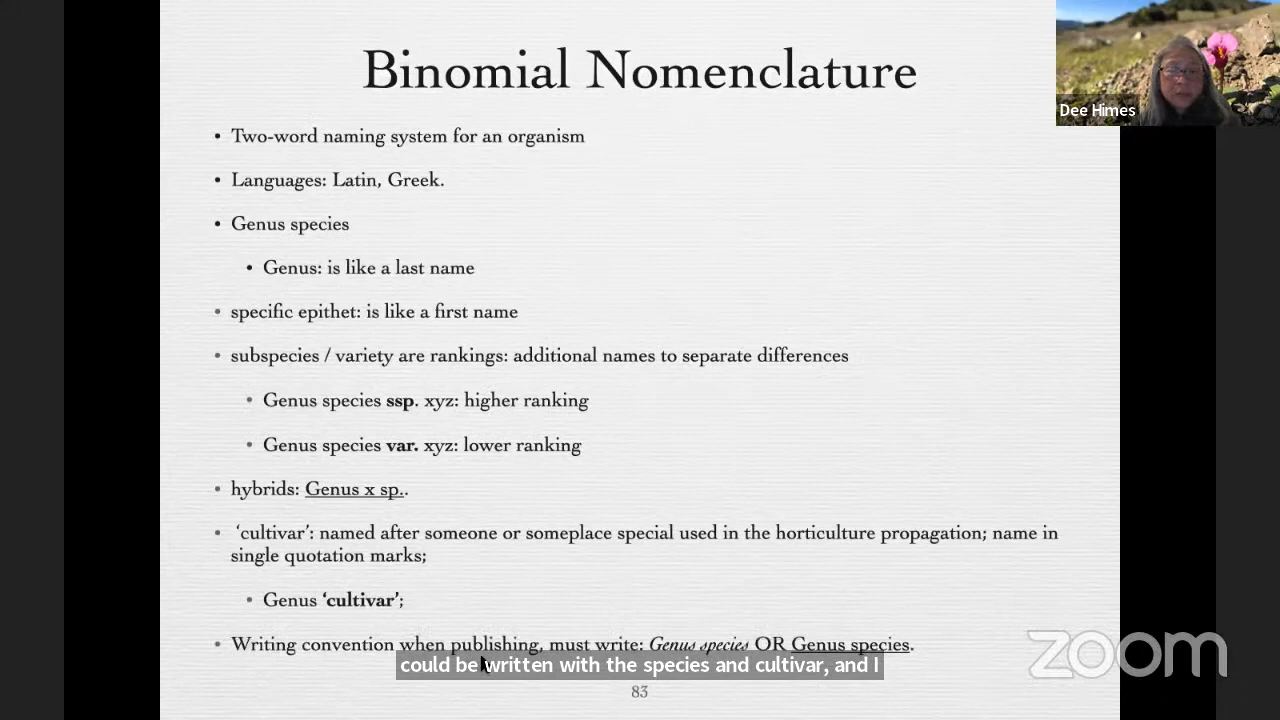 Binomial Nomenclature
Dee Himes
• Two-word naming system for an organism
• Languages: Latin, Greek.
• Genus species
• Genus: is like a last name
• specific epithet: is like a first name
• subspecies / variety are rankings: additional names to separate differences
• Genus species ssp. xyz: higher ranking
• Genus species var. xyz: lower ranking
• hybrids: Genus x sp..
• ‘cultivar’: named after someone or someplace special used in the horticulture propagation; name in
single quotation marks;
• Genus ‘cultivar’;
• Writing convention when publishing, must write: Genus species OR Genus species.
could be written with the species and cultivar, and I
zoom
83